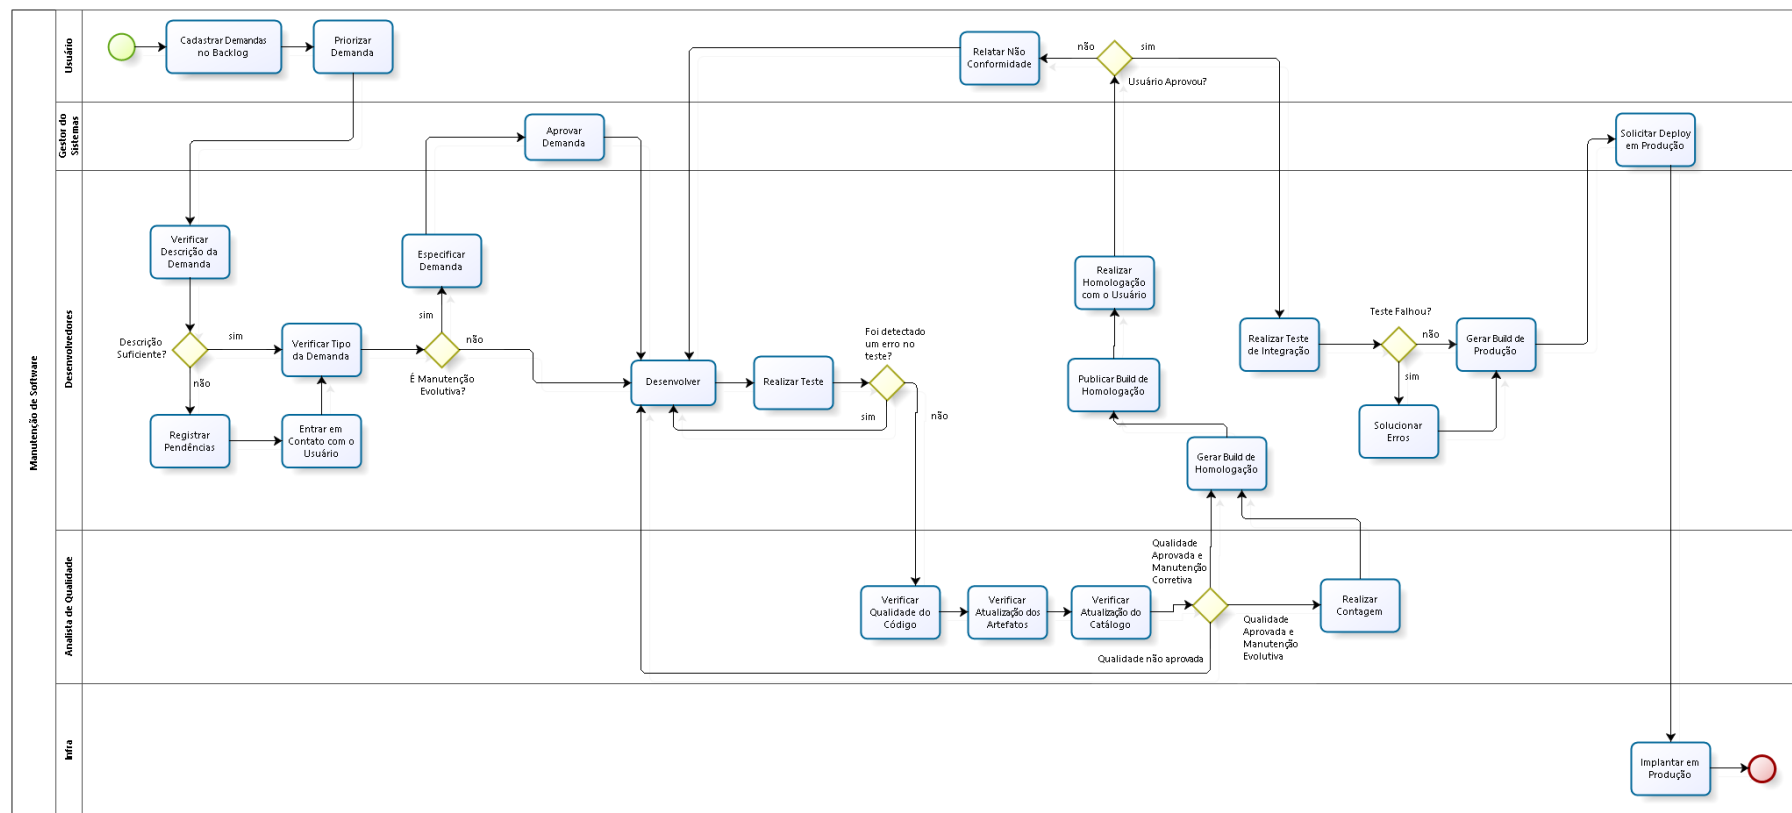 Manutenção de Software
Usuário
Cadastrar Demandas
no Backlog
Priorizar
Demanda
Relatar Não
Conformidade
não
sim
Usuário Aprovou?
Gestor do
Sistemas
Aprovar
Demanda
Solicitar Deploy
em Produção
Desenvolvedores
Verificar
Descrição da
Demanda
Descrição
Suficiente?
sim
não
Registrar
Pendências
Entrar em
Contato com o
Usuário
Verificar Tipo
da Demanda
Especificar
Demanda
sim
não
É Manutenção
Evolutiva?
Desenvolver
Realizar Teste
Foi detectado
um erro no
teste?
sim
não
Realizar
Homologação
com o Usuário
Publicar Build de
Homologação
Gerar Build de
Homologação
Realizar Teste
de Integração
Teste Falhou?
não
sim
Gerar Build de
Produção
Solucionar
Erros
Analista de Qualidade
Verificar
Qualidade do
Código
Verificar
Atualização dos
Artefatos
Verificar
Atualização do
Catálogo
Qualidade
Aprovada e
Manutenção
Corretiva
Qualidade não aprovada
Qualidade
Aprovada e
Manutenção
Evolutiva
Realizar
Contagem
Infra
Implantar em
Produção